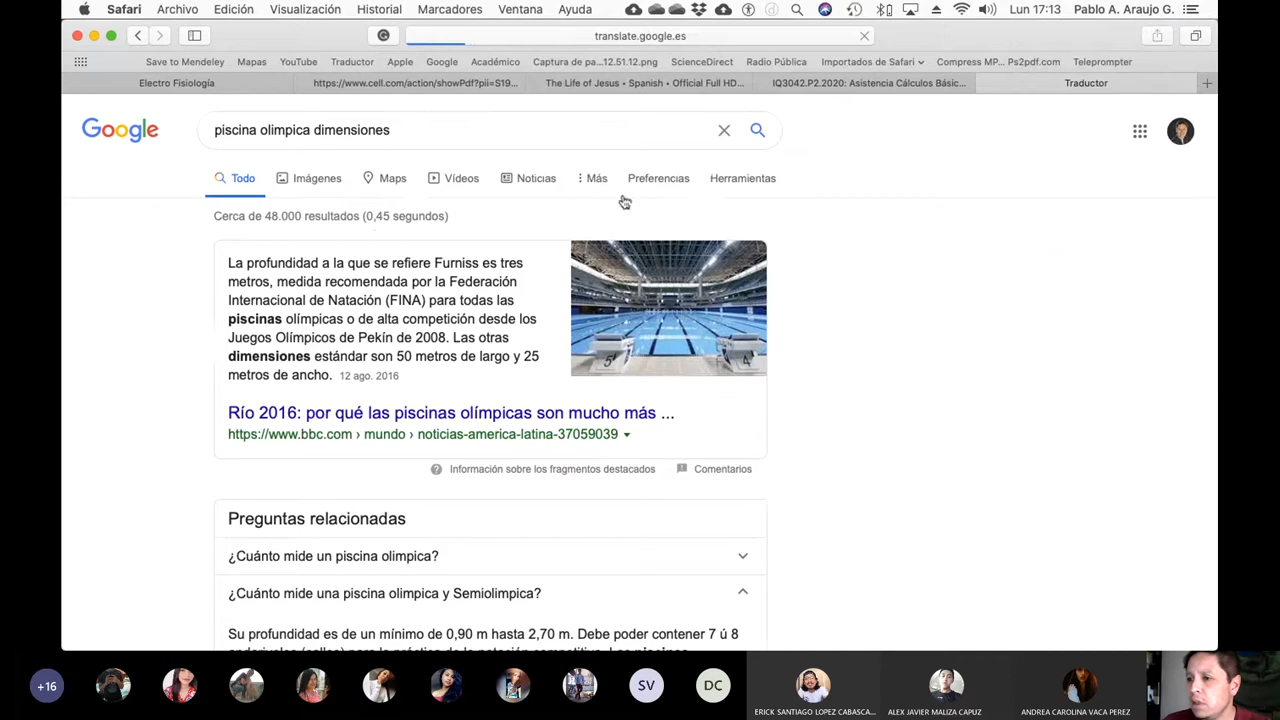 Safari Archivo Edición Visualización Historial Marcadores Ventana Ayuda Lun 17:13 Pablo A. Araujo G.
translate.google.es
Save to Mendeley Mapas YouTube Traductor Apple Google Académico Captura de pa...12.51.12.png ScienceDirect Radio Pública Importados de Safari Compress MP... Ps2pdf.com Teleprompter
Electro Fisiología https://www.cell.com/action/showPdf?pii=S19... The Life of Jesus • Spanish • Official Full HD... IQ3042.P2.2020: Asistencia Cálculos Básic... Traductor
Google piscina olimpica dimensiones
Todo Imágenes Maps Vídeos Noticias Más Preferencias Herramientas
Cerca de 48.000 resultados (0,45 segundos)
La profundidad a la que se refiere Furniss es tres
metros, medida recomendada por la Federación
Internacional de Natación (FINA) para todas las
piscinas olímpicas o de alta competición desde los
Juegos Olímpicos de Pekín de 2008. Las otras
dimensiones estándar son 50 metros de largo y 25
metros de ancho. 12 ago. 2016
5 4
Río 2016: por qué las piscinas olímpicas son mucho más ...
https://www.bbc.com › mundo › noticias-america-latina-37059039
Información sobre los fragmentos destacados Comentarios
Preguntas relacionadas
¿Cuánto mide un piscina olimpica?
¿Cuánto mide una piscina olimpica y Semiolimpica?
Su profundidad es de un mínimo de 0,90 m hasta 2,70 m. Debe poder contener 7 ú 8
+16 SV DC
ERICK SANTIAGO LOPEZ CABASCA... ALEX JAVIER MALIZA CAPUZ ANDREA CAROLINA VACA PEREZ